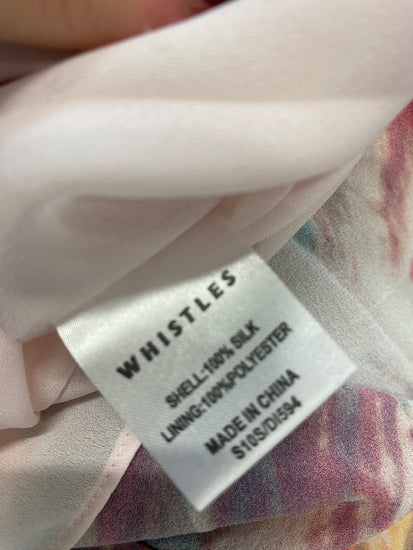 WHISTLES
SHELL:100% SILK
LINING:100%POLYESTER
MADE IN CHINA
S10S/DI594